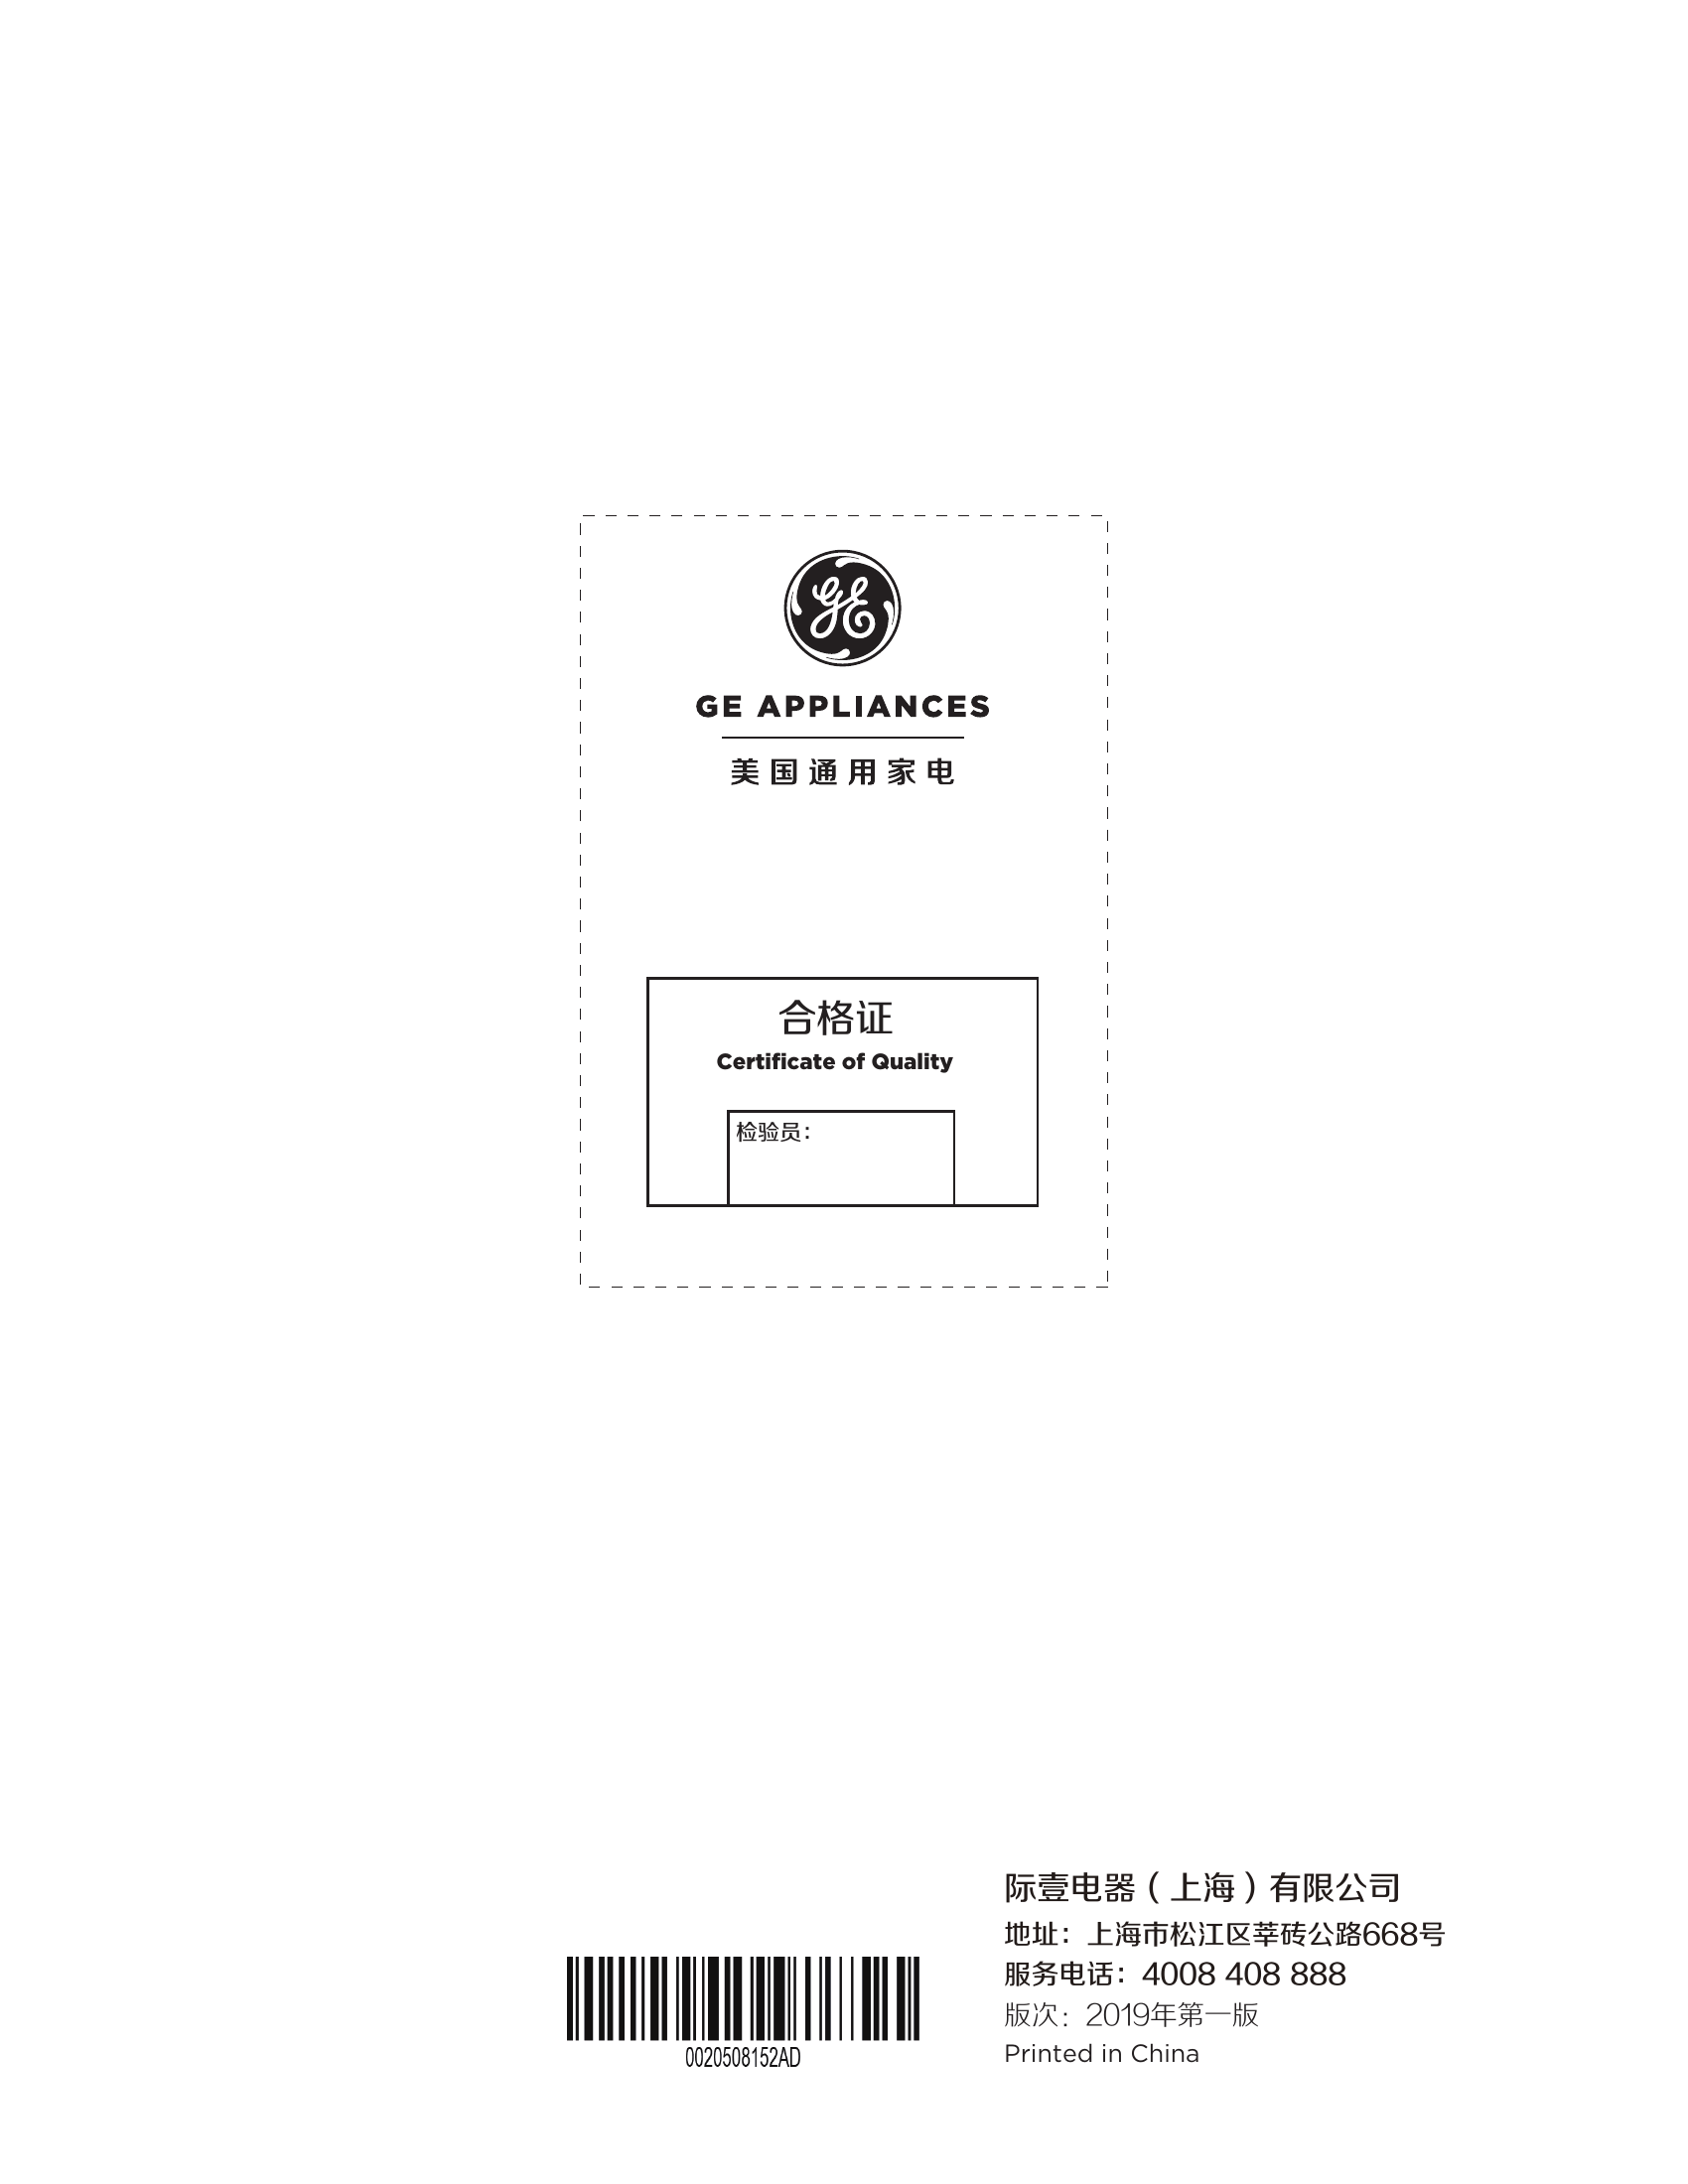 GE
GE APPLIANCES
美国通用家电
合格证
Certificate of Quality
检验员：
际壹电器（上海）有限公司
地址：上海市松江区莘砖公路668号
服务电话：4008 408 888
版次：2019年第一版
Printed in China
0020508152AD